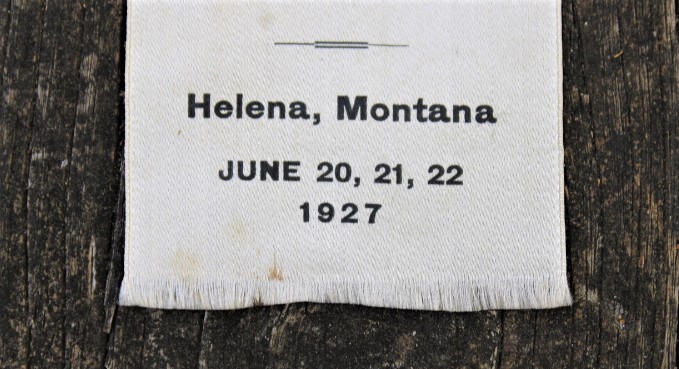 Helena, Montana
JUNE 20, 21, 22
1927